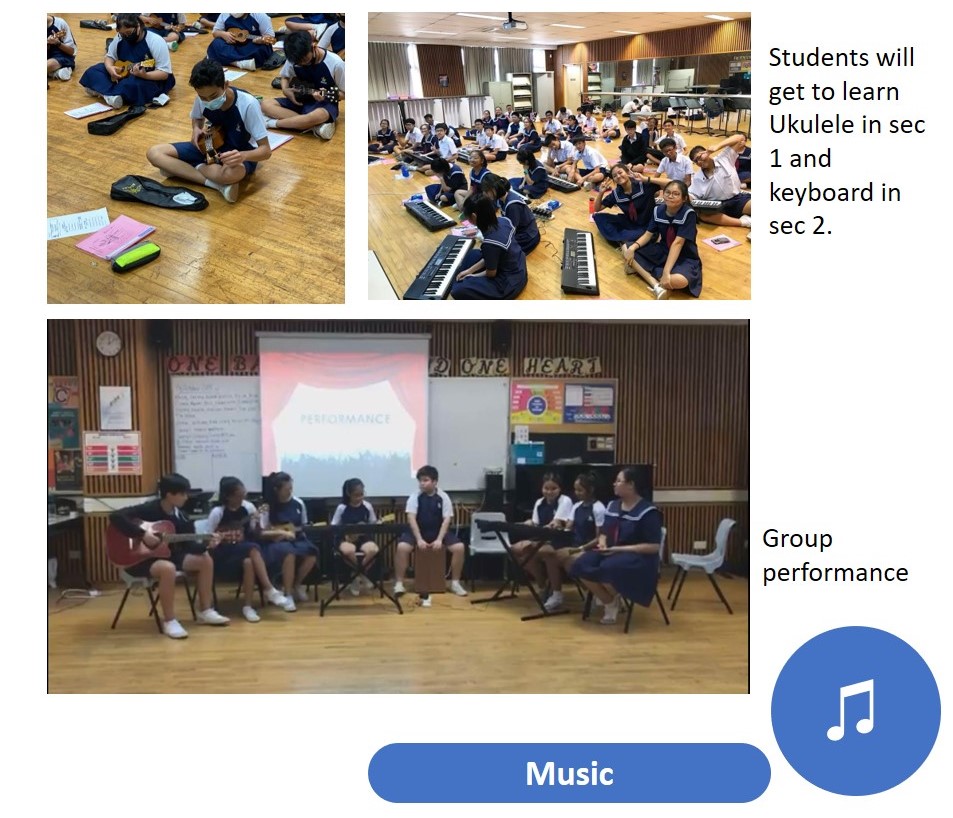 Students will
get to learn
Ukulele in sec
1 and
keyboard in
sec 2.
ONE BA
D ONE HEART
PERFORMANCE
Group
performance
Music